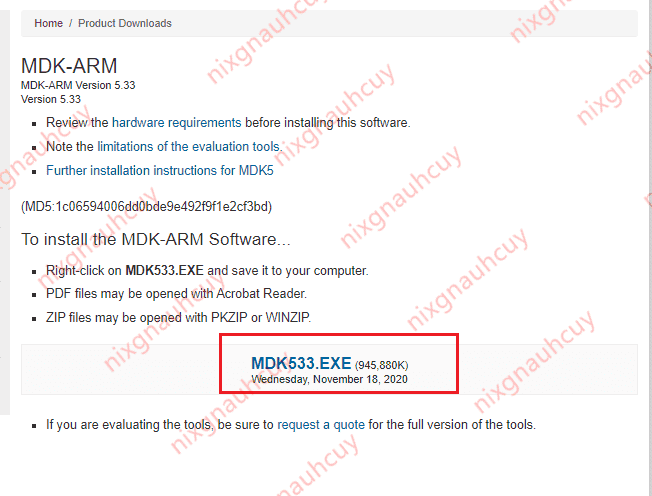 Home / Product Downloads
MDK-ARM
MDK-ARM Version 5.33
Version 5.33
Review the hardware requirements before installing this software.
Note the limitations of the evaluation tools.
Further installation instructions for MDK5
(MD5:1c06594006dd0bde9e492f9f1e2cf3bd)
To install the MDK-ARM Software...
Right-click on MDK533.EXE and save it to your computer.
PDF files may be opened with Acrobat Reader.
ZIP files may be opened with PKZIP or WINZIP.
MDK533.EXE (945,880K)
Wednesday, November 18, 2020
If you are evaluating the tools, be sure to request a quote for the full version of the tools.
nixgnauhcuy
nixgnauhcuy
nixgnauhcuy
nixgnauhcuy
nixgnauhcuy
nixgnauhcuy
nixgnauhcuy
nixgnauhcuy
nixgnauhcuy
nixgnauhcuy
nixgnauhcuy
nixgnauhcuy